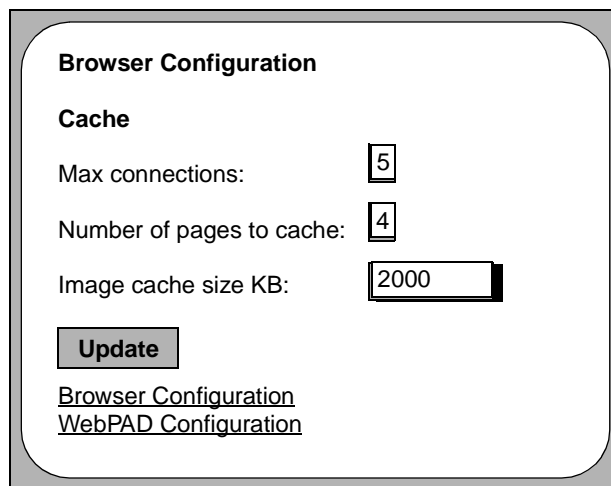 Browser Configuration
Cache
Max connections: 5
Number of pages to cache: 4
Image cache size KB: 2000
Update
Browser Configuration
WebPAD Configuration